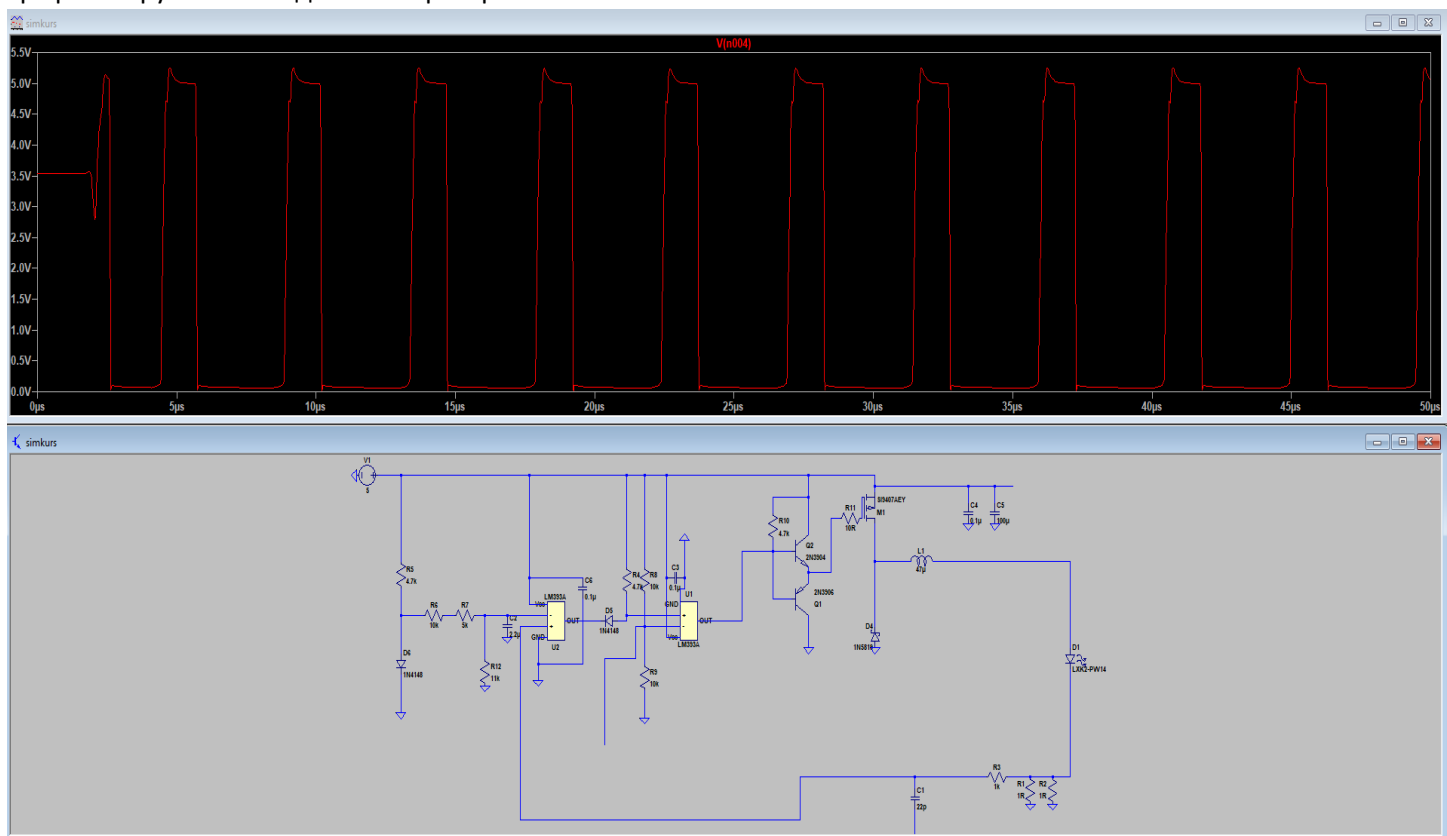 simkurs
V(n004)
5.5V
5.0V
4.5V
4.0V
3.5V
3.0V
2.5V
2.0V
1.5V
1.0V
0.5V
0.0V
0µs 5µs 10µs 15µs 20µs 25µs 30µs 35µs 40µs 45µs 50µs
simkurs
V1
5
R5
4.7k
R6
10k
R7
5k
C2
2.2µ
R12
11k
D6
1N4148
LM393A
Vcc
GND
OUT
U2
C6
0.1µ
D5
1N4148
R4
4.7k
R8
10k
C3
0.1µ
U1
GND
OUT
Vcc
LM393A
R9
10k
R10
4.7k
Q2
2N3904
2N3906
Q1
R11
10R
SI9407AEY
M1
C4
0.1µ
C5
100µ
L1
47µ
D4
D1
LXK2-PW14
R3
1k
R1
1R
R2
1R
C1
22p